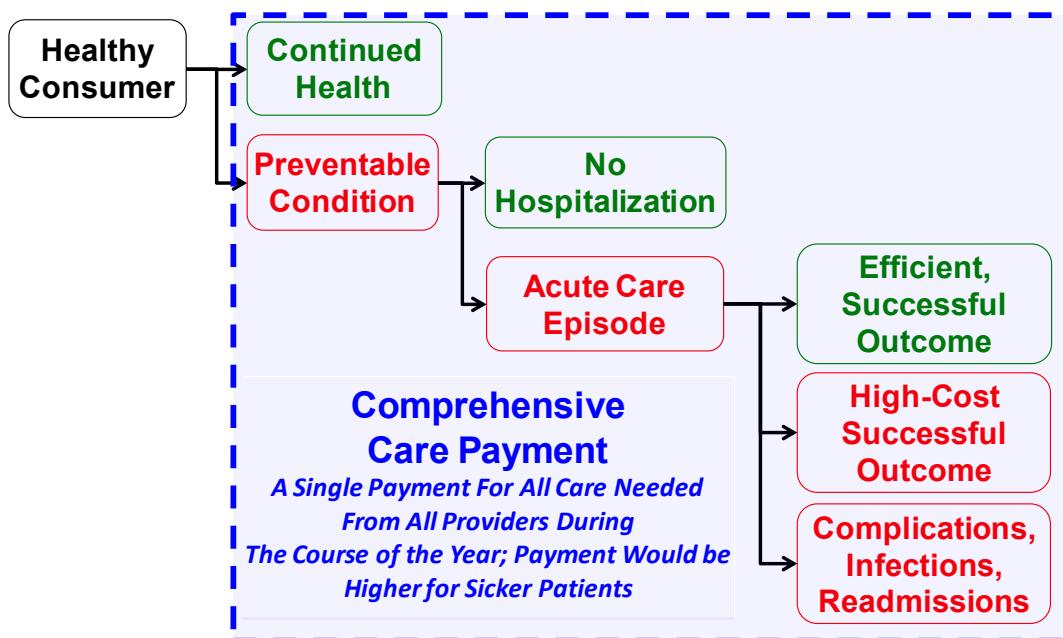 Healthy
Consumer
Continued
Health
Preventable
Condition
No
Hospitalization
Acute Care
Episode
Efficient,
Successful
Outcome
High-Cost
Successful
Outcome
Complications,
Infections,
Readmissions
Comprehensive
Care Payment
A Single Payment For All Care Needed
From All Providers During
The Course of the Year; Payment Would be
Higher for Sicker Patients